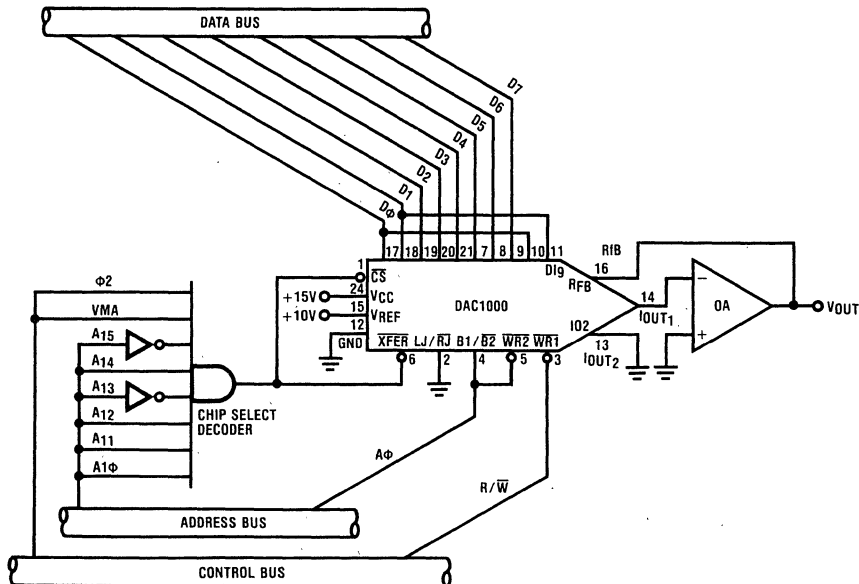 DATA BUS
D7
D6
D5
D4
D3
D2
D1
DΦ
17 18 19 20 21 7 8 9 10 11
DI9
RfB
16
RFB
1
CS
24
+15V
VCC
DAC1000
15
+10V
VREF
12
GND
XFER
LJ/RJ
B1/B2
WR2
WR1
6
2
4
5
3
IO2
14
IOUT1
13
IOUT2
−
+
OA
VOUT
Φ2
VMA
A15
A14
A13
A12
A11
A1Φ
CHIP SELECT
DECODER
AΦ
R/W
ADDRESS BUS
CONTROL BUS